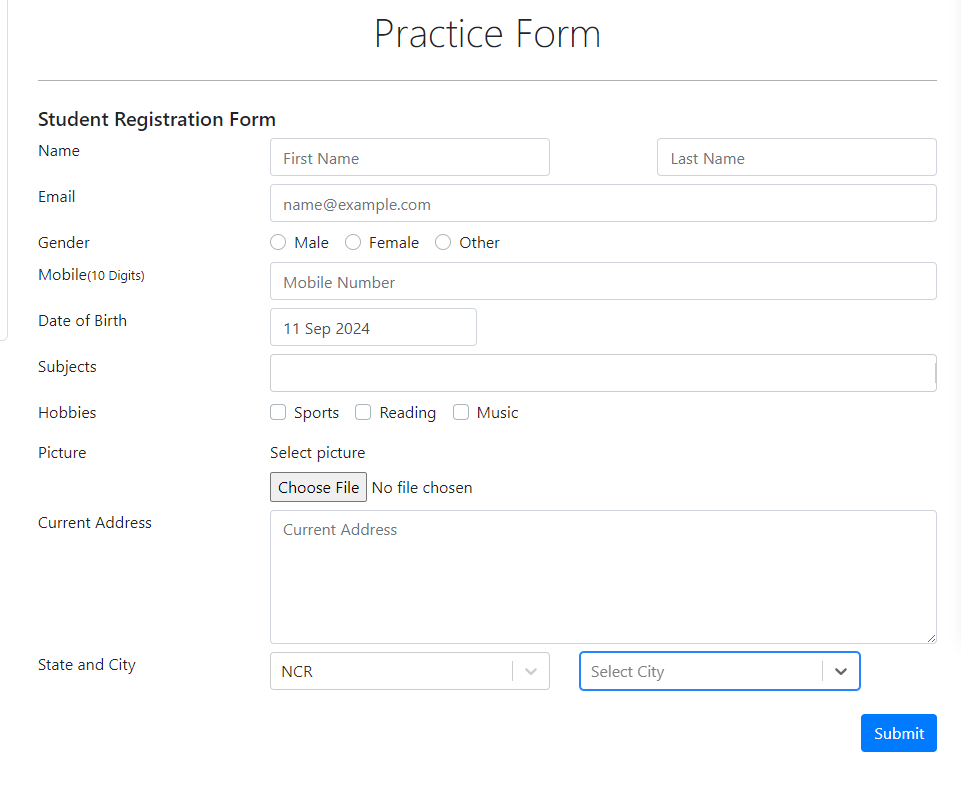 Practice Form
Student Registration Form
Name First Name Last Name
Email name@example.com
Gender Male Female Other
Mobile(10 Digits) Mobile Number
Date of Birth 11 Sep 2024
Subjects
Hobbies Sports Reading Music
Picture Select picture
Choose File No file chosen
Current Address Current Address
State and City NCR Select City
Submit